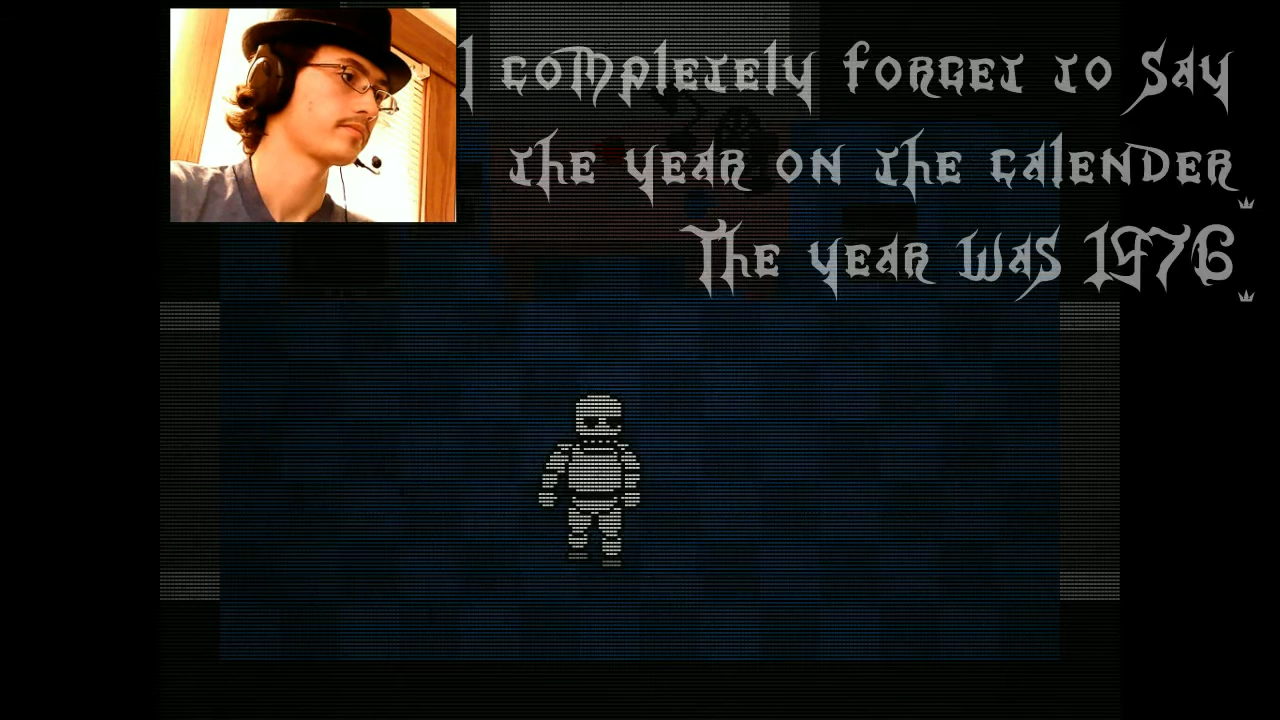 I completely forget to say
the year on the calender.
The year was 1976.